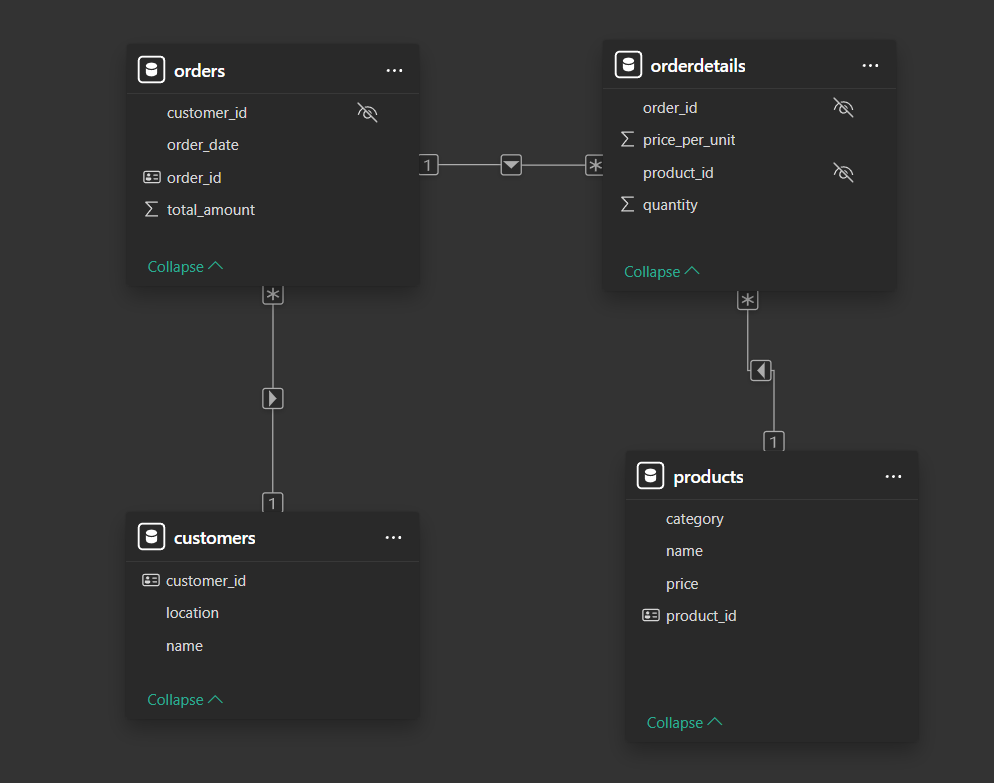 orders
customer_id
order_date
order_id
total_amount
Collapse
orderdetails
order_id
price_per_unit
product_id
quantity
Collapse
1
*
*
1
*
1
customers
customer_id
location
name
Collapse
products
category
name
price
product_id
Collapse